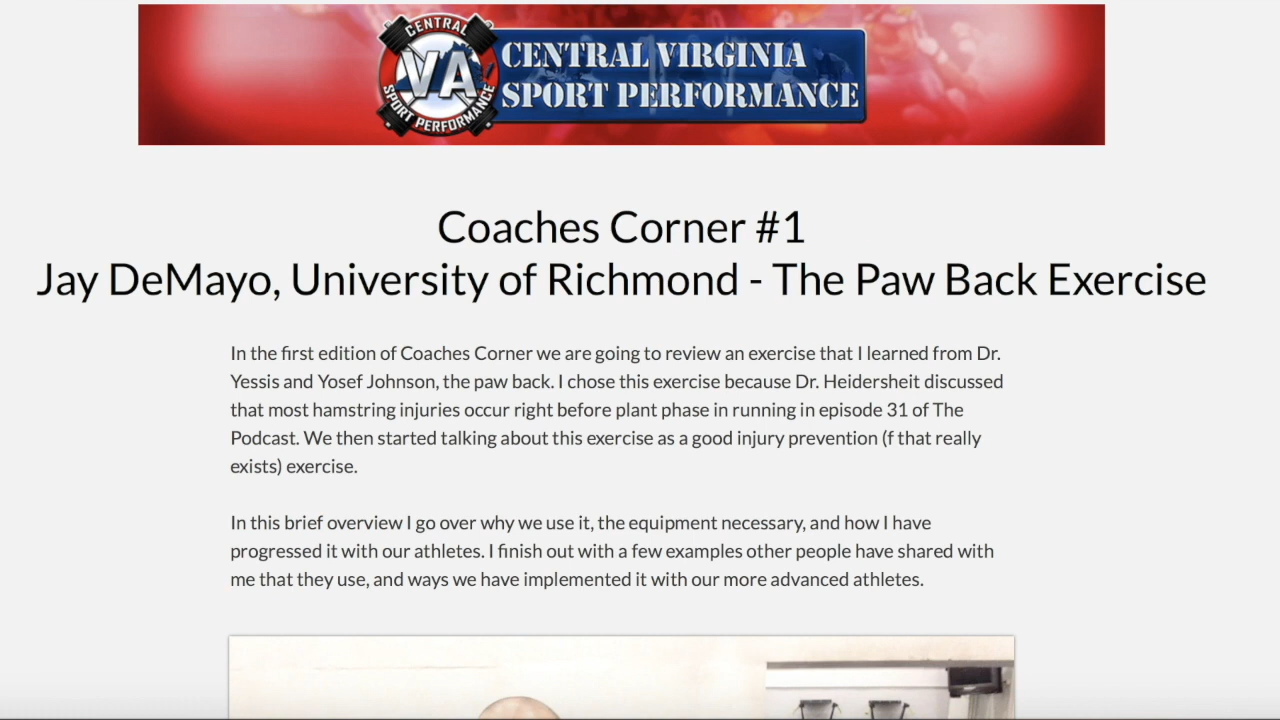 CENTRAL
VA
SPORT PERFORMANCE
CENTRAL VIRGINIA
SPORT PERFORMANCE
Coaches Corner #1
Jay DeMayo, University of Richmond - The Paw Back Exercise
In the first edition of Coaches Corner we are going to review an exercise that I learned from Dr.
Yessis and Yosef Johnson, the paw back. I chose this exercise because Dr. Heidersheit discussed
that most hamstring injuries occur right before plant phase in running in episode 31 of The
Podcast. We then started talking about this exercise as a good injury prevention (f that really
exists) exercise.
In this brief overview I go over why we use it, the equipment necessary, and how I have
progressed it with our athletes. I finish out with a few examples other people have shared with
me that they use, and ways we have implemented it with our more advanced athletes.